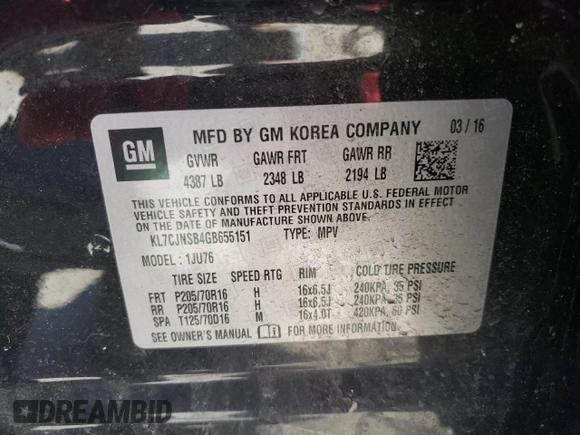 GM
MFD BY GM KOREA COMPANY 03 / 16
GVWR GAWR FRT GAWR RR
4387 LB 2348 LB 2194 LB
THIS VEHICLE CONFORMS TO ALL APPLICABLE U.S. FEDERAL MOTOR
VEHICLE SAFETY AND THEFT PREVENTION STANDARDS IN EFFECT ON
THE DATE OF MANUFACTURE SHOWN ABOVE.
KL7CJNSB4GB655151 TYPE: MPV
MODEL : 1JU76
TIRE SIZE SPEED RTG RIM COLD TIRE PRESSURE
FRT P205/70R16 H 16x6.5J 240KPA, 35 PSI
RR P205/70R16 H 16x6.5J 240KPA, 35 PSI
SPA T125/70D16 M 16x4.0T 420KPA, 60 PSI
SEE OWNER'S MANUAL FOR MORE INFORMATION
DREAMBID